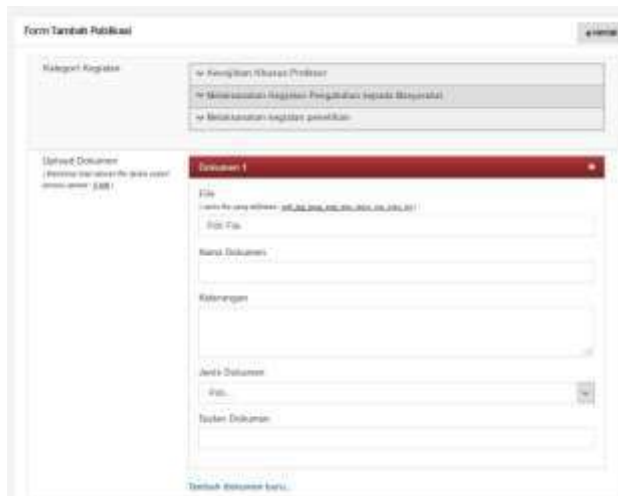 Form Tambah Publikasi
Kategori Kegiatan
Kewajiban Khusus Profesor
Melaksanakan Kegiatan Pengabdian kepada Masyarakat
Melaksanakan kegiatan penelitian
Upload Dokumen
Dokumen 1
File
Pilih File
Nama Dokumen
Keterangan
Jenis Dokumen
Pilih..
Tautan Dokumen
Tambah dokumen baru..